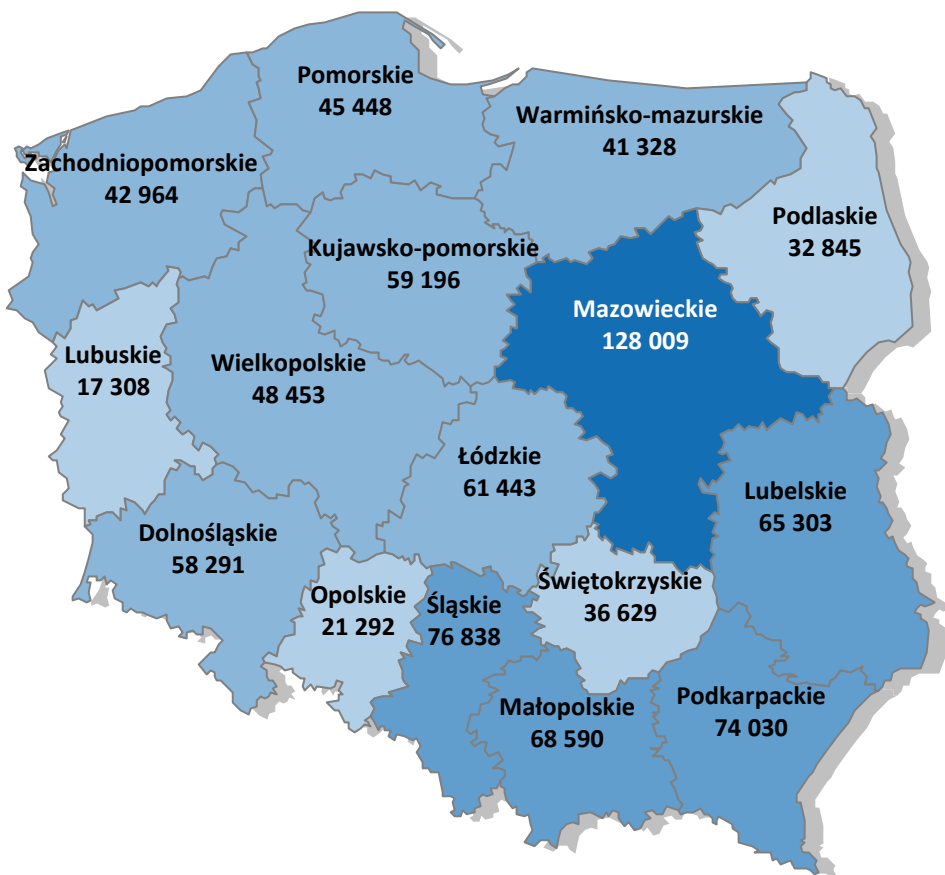 Pomorskie
45 448
Warmińsko-mazurskie
41 328
Zachodniopomorskie
42 964
Podlaskie
32 845
Kujawsko-pomorskie
59 196
Mazowieckie
128 009
Lubuskie
17 308
Wielkopolskie
48 453
Łódzkie
61 443
Lubelskie
65 303
Dolnośląskie
58 291
Opolskie
21 292
Śląskie
76 838
Świętokrzyskie
36 629
Małopolskie
68 590
Podkarpackie
74 030